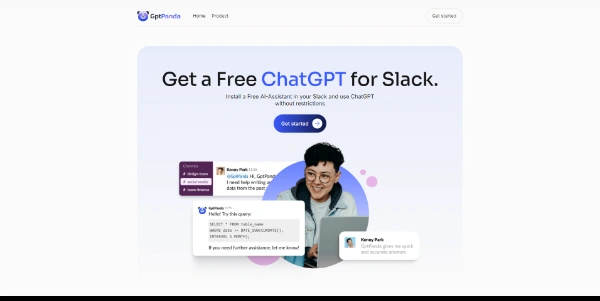 GptPanda
Home
Product
Get started
Get a Free ChatGPT for Slack.
Install a Free AI-Assistant in your Slack and use ChatGPT
without restrictions
Get started
Channels
# design-team
# social-media
# team-finance
Kenny Park
@GptPanda Hi, GptPanda
I need help writing a
data from the past
GptPanda
Hello! Try this query:
SELECT * FROM table_name
WHERE date >= DATE_SUB(CURDATE(),
INTERVAL 1 MONTH);
If you need further assistance, let me know!
Kenny Park
GptPanda gives me quick
and accurate answers